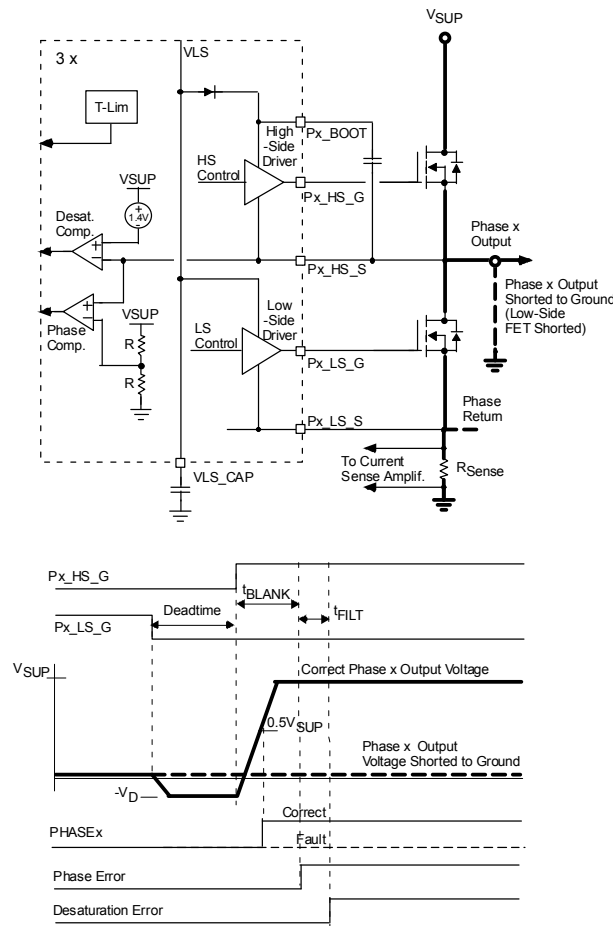 VSUP
3 x
VLS
T-Lim
Px_BOOT
High
-Side
Driver
HS
Control
Px_HS_G
VSUP
+
1.4V
-
Desat.
Comp.
+
-
Px_HS_S
Phase x
Output
Phase x Output
Shorted to Ground
(Low-Side
FET Shorted)
+
-
Phase
Comp.
VSUP
R
R
Low
-Side
Driver
LS
Control
Px_LS_G
Phase
Return
Px_LS_S
To Current
Sense Amplif.
RSense
VLS_CAP
Px_HS_G
Deadtime
tBLANK
tFILT
Px_LS_G
VSUP
Correct Phase x Output Voltage
0.5VSUP
Phase x Output
Voltage Shorted to Ground
-VD
PHASEx
Correct
Fault
Phase Error
Desaturation Error